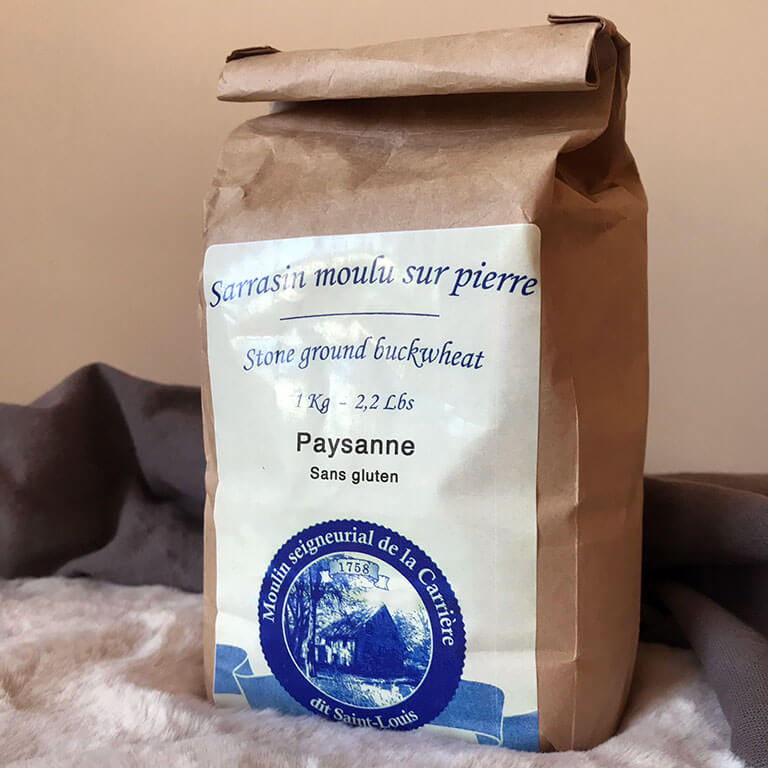 Sarrasin moulu sur pierre
Stone ground buckwheat
1 Kg - 2,2 Lbs
Paysanne
Sans gluten
Moulin seigneurial de la Carrière
1758
dit Saint-Louis